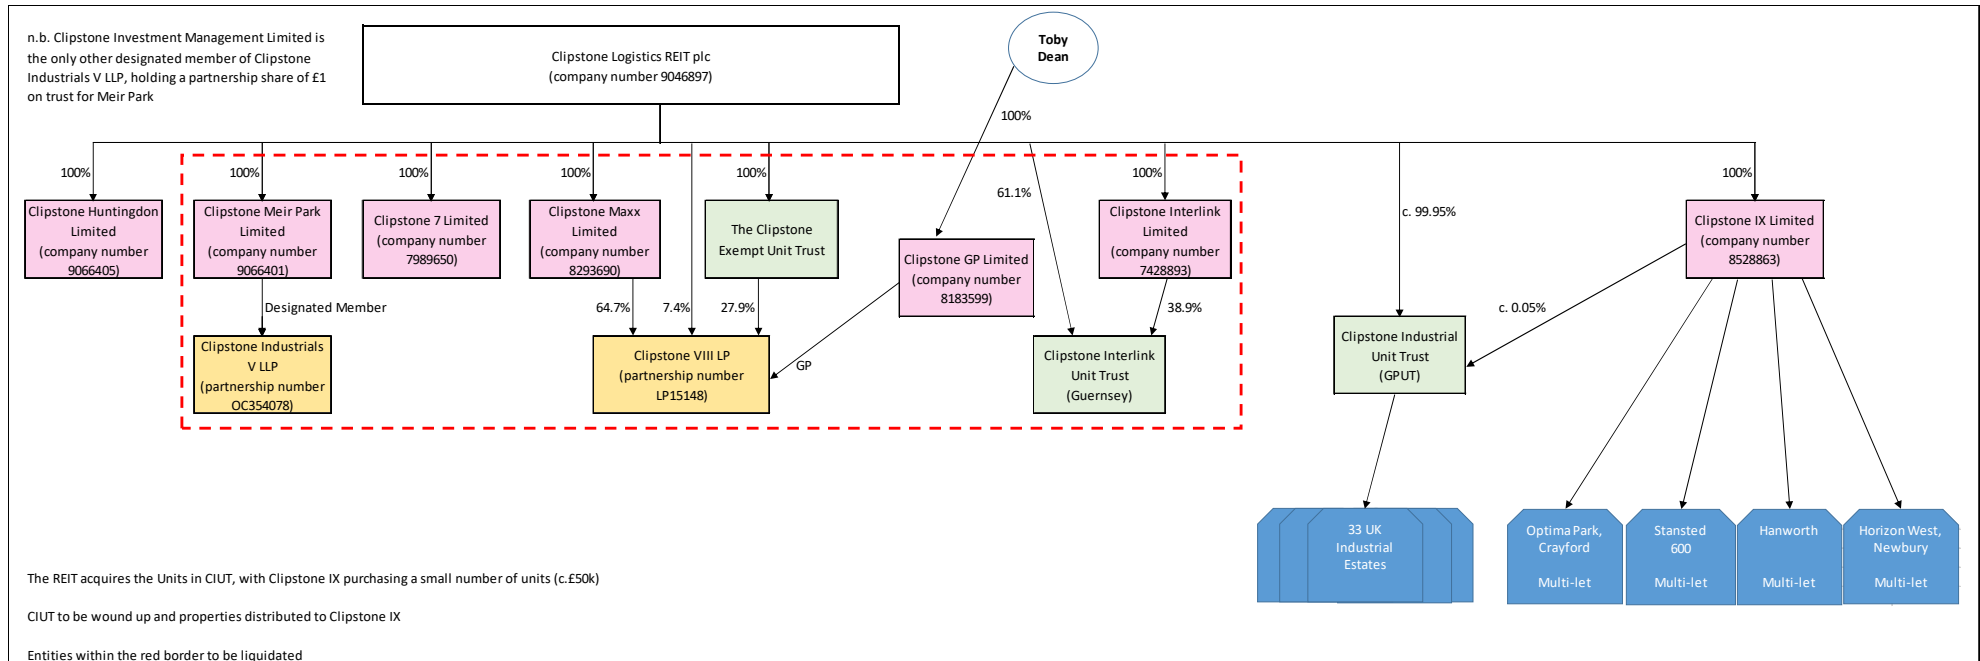 n.b. Clipstone Investment Management Limited is
the only other designated member of Clipstone
Industrials V LLP, holding a partnership share of £1
on trust for Meir Park
Clipstone Logistics REIT plc
(company number 9046897)
Toby
Dean
100%
100%
100%
100%
100%
100%
61.1%
100%
c. 99.95%
100%
Clipstone Huntingdon
Limited
(company number
9066405)
Clipstone Meir Park
Limited
(company number
9066401)
Clipstone 7 Limited
(company number
7989650)
Clipstone Maxx
Limited
(company number
8293690)
The Clipstone
Exempt Unit Trust
Clipstone GP Limited
(company number
8183599)
Clipstone Interlink
Limited
(company number
7428893)
Clipstone IX Limited
(company number
8528863)
Designated Member
64.7%
7.4%
27.9%
GP
38.9%
c. 0.05%
Clipstone Industrials
V LLP
(partnership number
OC354078)
Clipstone VIII LP
(partnership number
LP15148)
Clipstone Interlink
Unit Trust
(Guernsey)
Clipstone Industrial
Unit Trust
(GPUT)
33 UK
Industrial
Estates
Optima Park,
Crayford
Multi-let
Stansted
600
Multi-let
Hanworth
Multi-let
Horizon West,
Newbury
Multi-let
The REIT acquires the Units in CIUT, with Clipstone IX purchasing a small number of units (c.£50k)
CIUT to be wound up and properties distributed to Clipstone IX
Entities within the red border to be liquidated